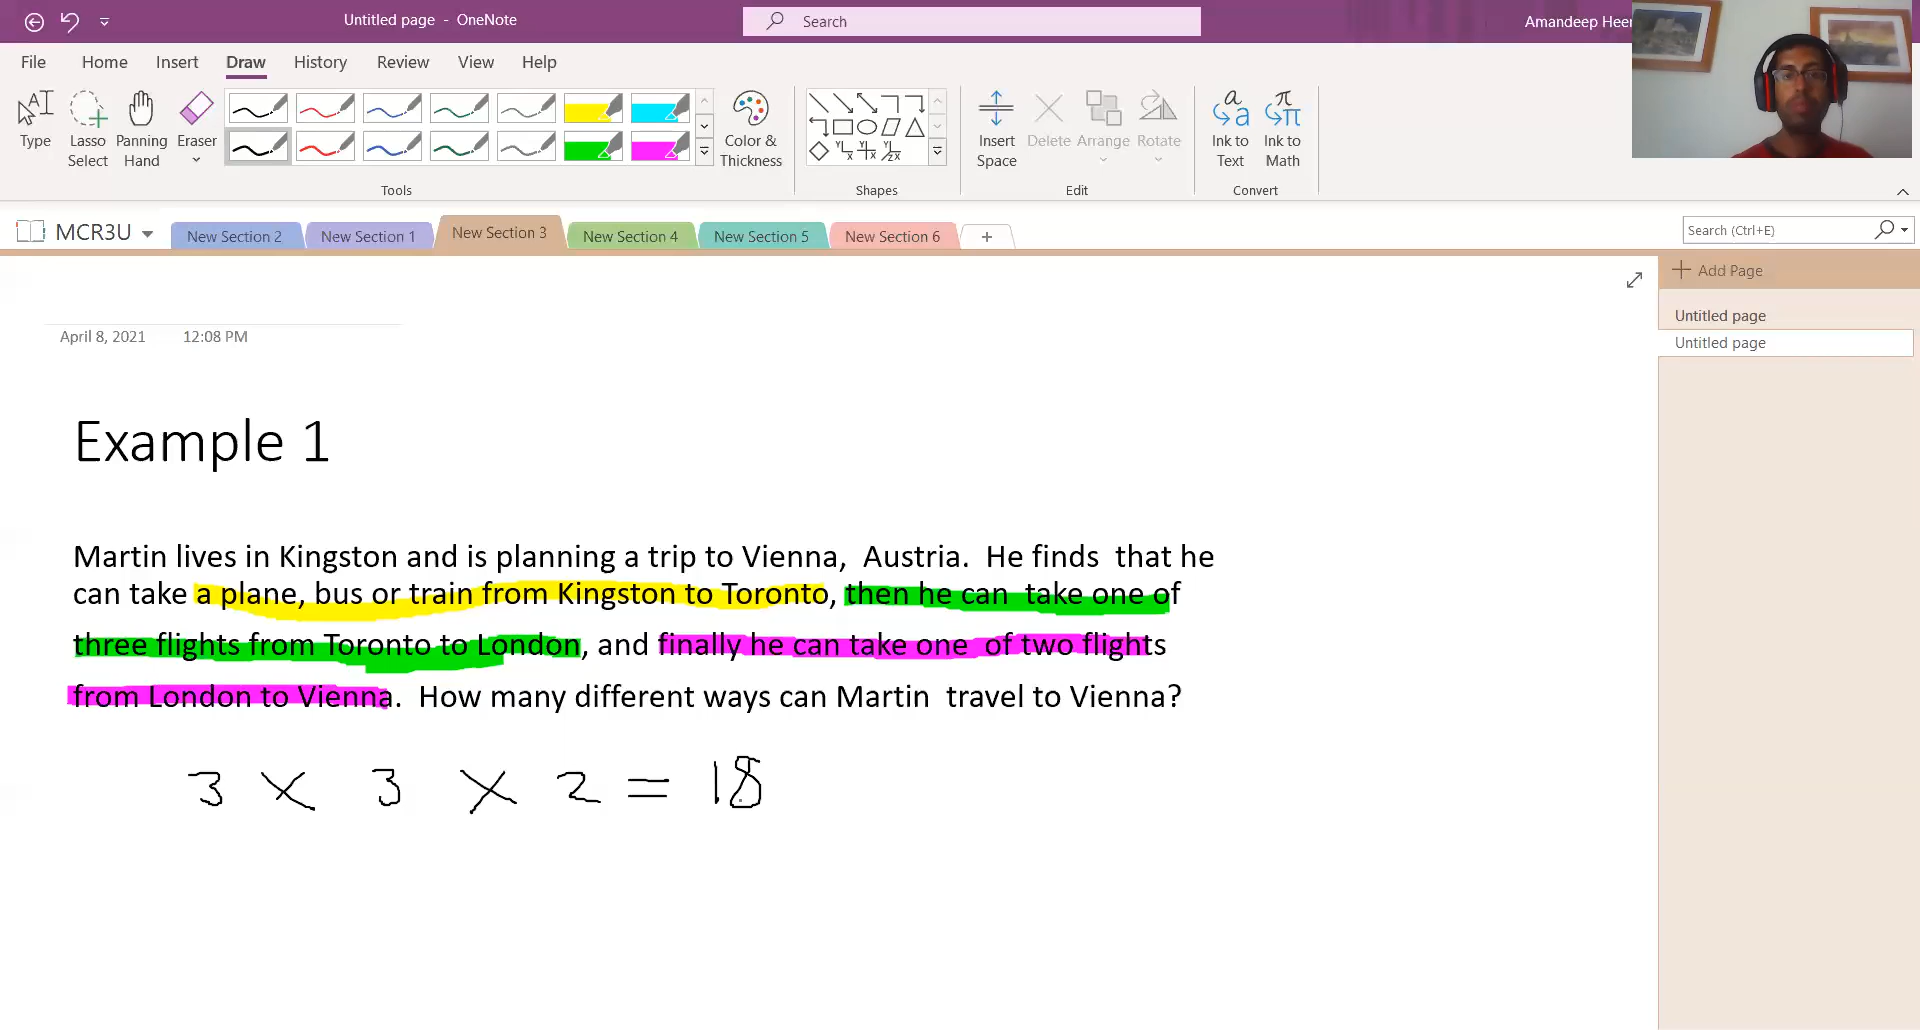 Untitled page - OneNote
Search
Amandeep Heer
File Home Insert Draw History Review View Help
Type
Lasso Select
Panning Hand
Eraser
Color & Thickness
Insert Space
Delete
Arrange
Rotate
Ink to Text
Ink to Math
Tools
Shapes
Edit
Convert
MCR3U
New Section 2
New Section 1
New Section 3
New Section 4
New Section 5
New Section 6
+
Search (Ctrl+E)
Add Page
Untitled page
Untitled page
April 8, 2021 12:08 PM
Example 1
Martin lives in Kingston and is planning a trip to Vienna, Austria. He finds that he
can take a plane, bus or train from Kingston to Toronto, then he can take one of
three flights from Toronto to London, and finally he can take one of two flights
from London to Vienna. How many different ways can Martin travel to Vienna?
3 × 3 × 2 = 18